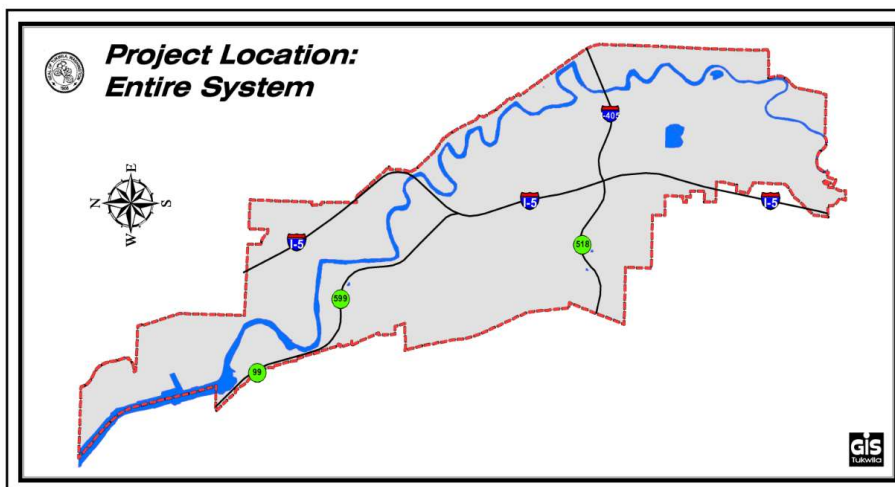 Project Location:
Entire System
I-405
I-5
I-5
I-5
518
599
99
E
N
S
W
GIS
Tukwila